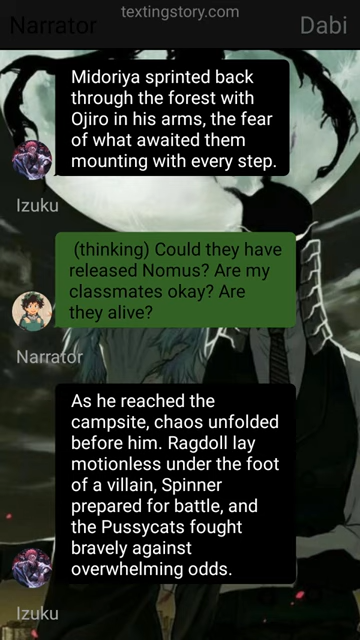 textingstory.com
Narrator
Dabi
Midoriya sprinted back
through the forest with
Ojiro in his arms, the fear
of what awaited them
mounting with every step.
Izuku
(thinking) Could they have
released Nomus? Are my
classmates okay? Are
they alive?
Narrator
As he reached the
campsite, chaos unfolded
before him. Ragdoll lay
motionless under the foot
of a villain, Spinner
prepared for battle, and
the Pussycats fought
bravely against
overwhelming odds.
Izuku